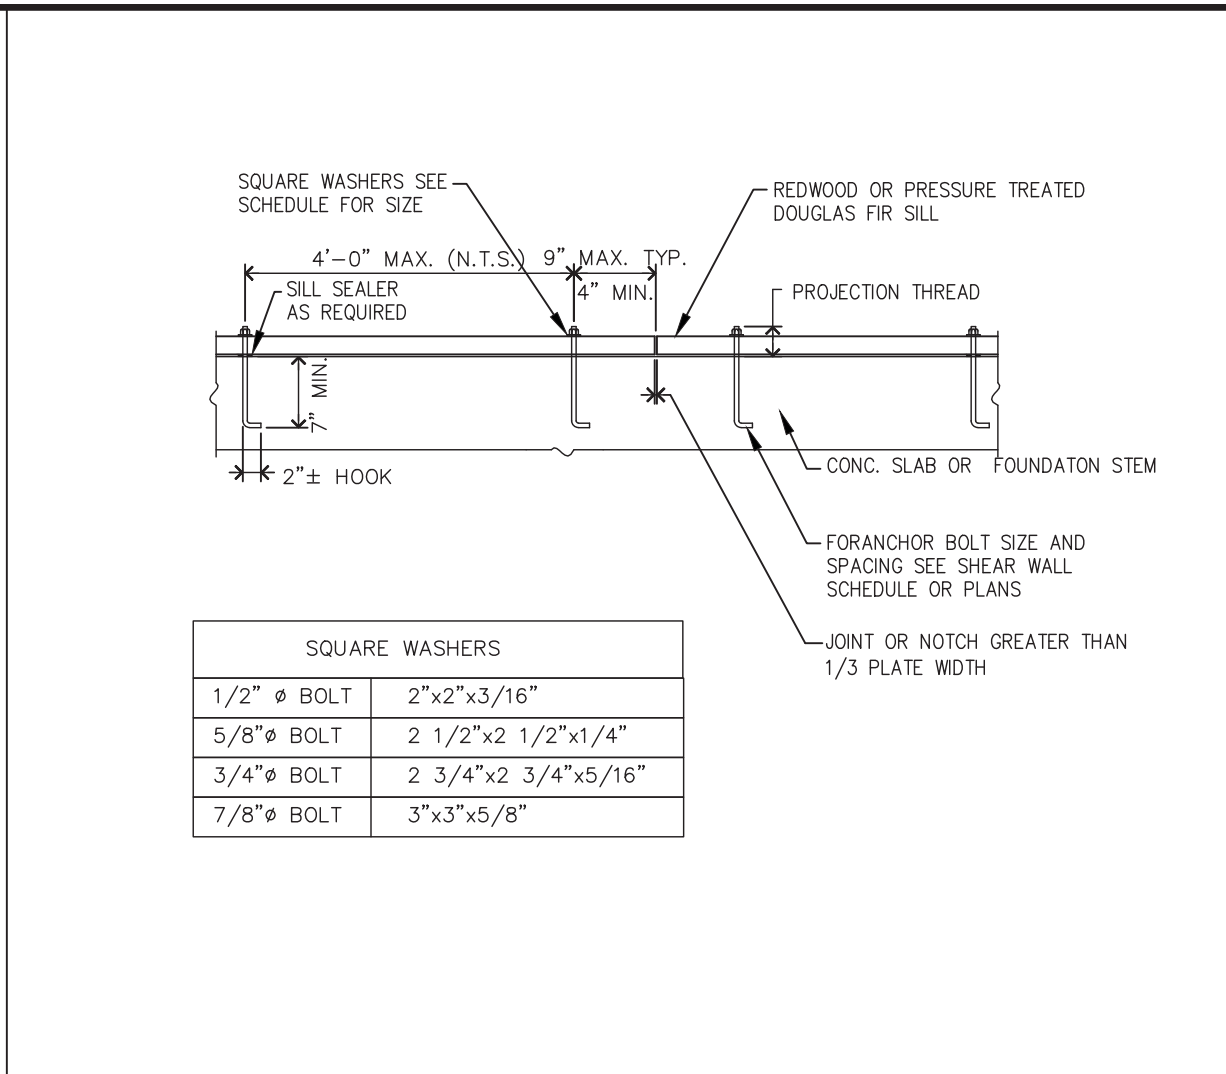 SQUARE WASHERS SEE
SCHEDULE FOR SIZE
REDWOOD OR PRESSURE TREATED
DOUGLAS FIR SILL
4'-0" MAX. (N.T.S.) 9" MAX. TYP.
4" MIN.
SILL SEALER
AS REQUIRED
PROJECTION THREAD
7" MIN.
2"± HOOK
CONC. SLAB OR FOUNDATON STEM
FORANCHOR BOLT SIZE AND
SPACING SEE SHEAR WALL
SCHEDULE OR PLANS
JOINT OR NOTCH GREATER THAN
1/3 PLATE WIDTH
SQUARE WASHERS
1/2" ø BOLT 2"x2"x3/16"
5/8"ø BOLT 2 1/2"x2 1/2"x1/4"
3/4"ø BOLT 2 3/4"x2 3/4"x5/16"
7/8"ø BOLT 3"x3"x5/8"